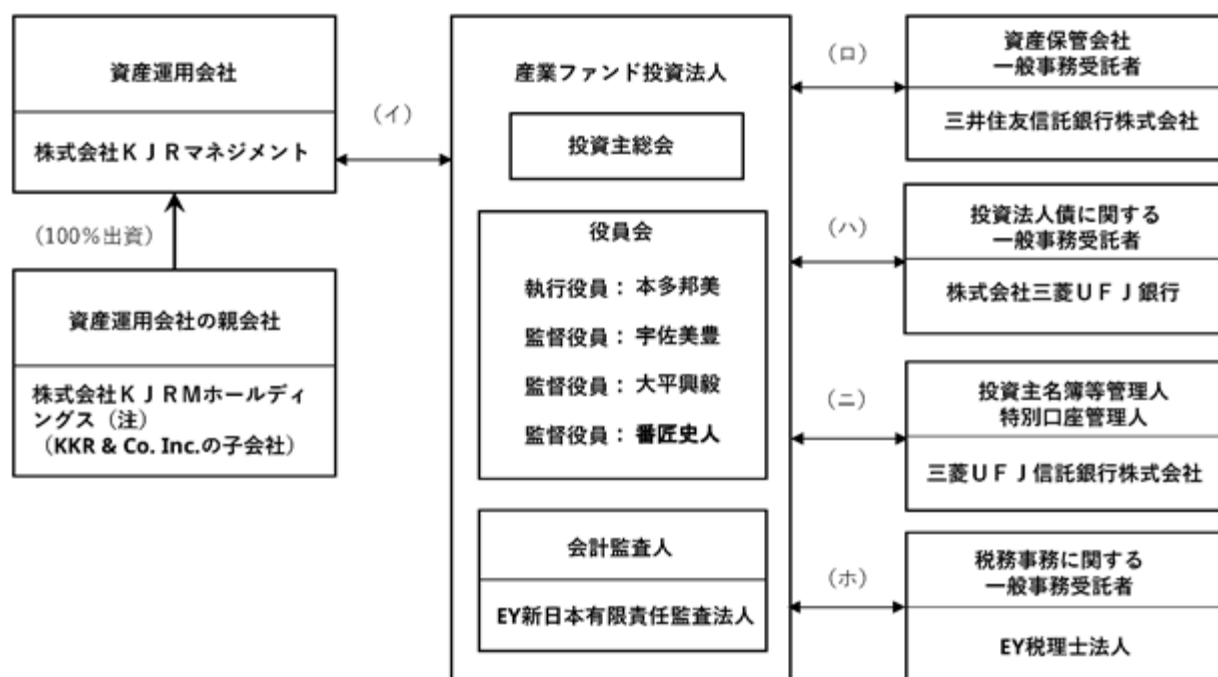 資産運用会社
株式会社ＫＪＲマネジメント
（100％出資）
資産運用会社の親会社
株式会社ＫＪＲＭホールディ
ングス（注）
（KKR & Co. Inc.の子会社）
（イ）
産業ファンド投資法人
投資主総会
役員会
執行役員： 本多邦美
監督役員： 宇佐美豊
監督役員： 大平興毅
監督役員： 番匠史人
会計監査人
EY新日本有限責任監査法人
（ロ）
資産保管会社
一般事務受託者
三井住友信託銀行株式会社
（ハ）
投資法人債に関する
一般事務受託者
株式会社三菱ＵＦＪ銀行
（ニ）
投資主名簿等管理人
特別口座管理人
三菱ＵＦＪ信託銀行株式会社
（ホ）
税務事務に関する
一般事務受託者
EY税理士法人